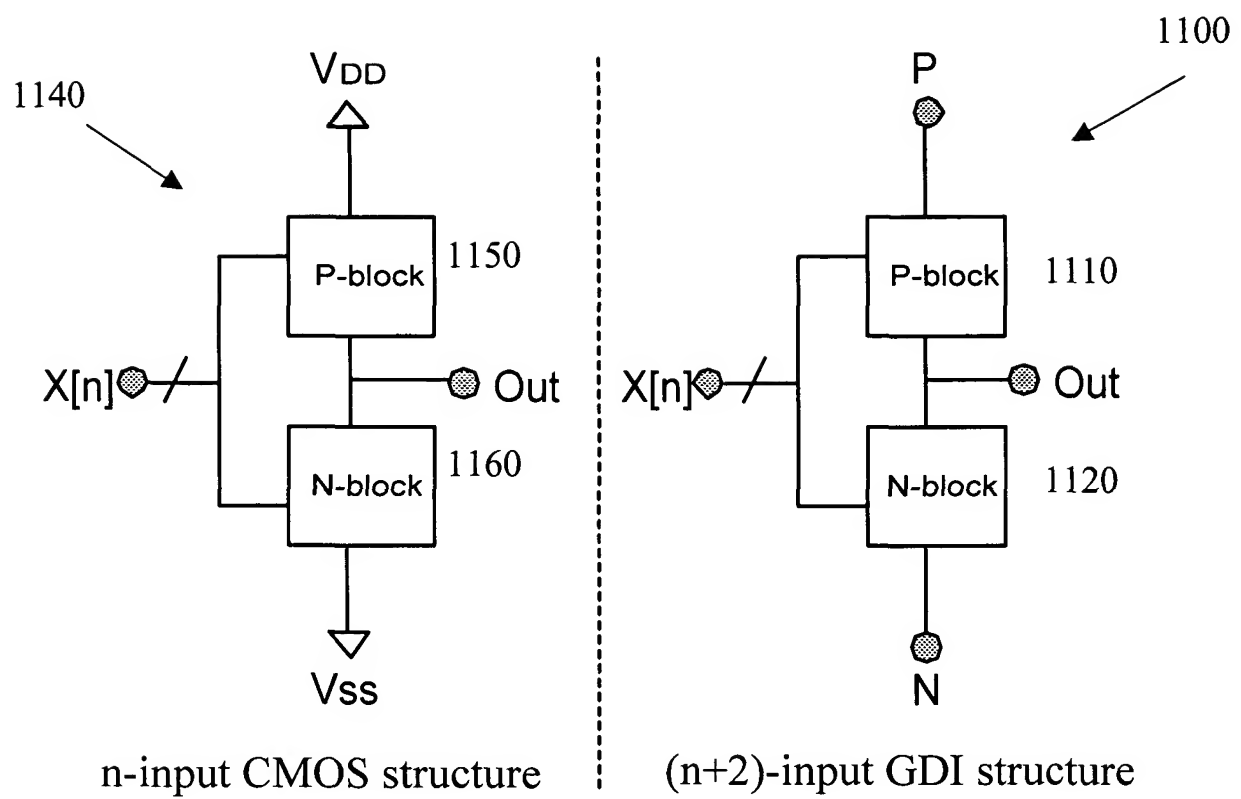 1140
VDD
P-block
1150
X[n]
Out
N-block
1160
Vss
n-input CMOS structure
1100
P
P-block
1110
X[n]
Out
N-block
1120
N
(n+2)-input GDI structure